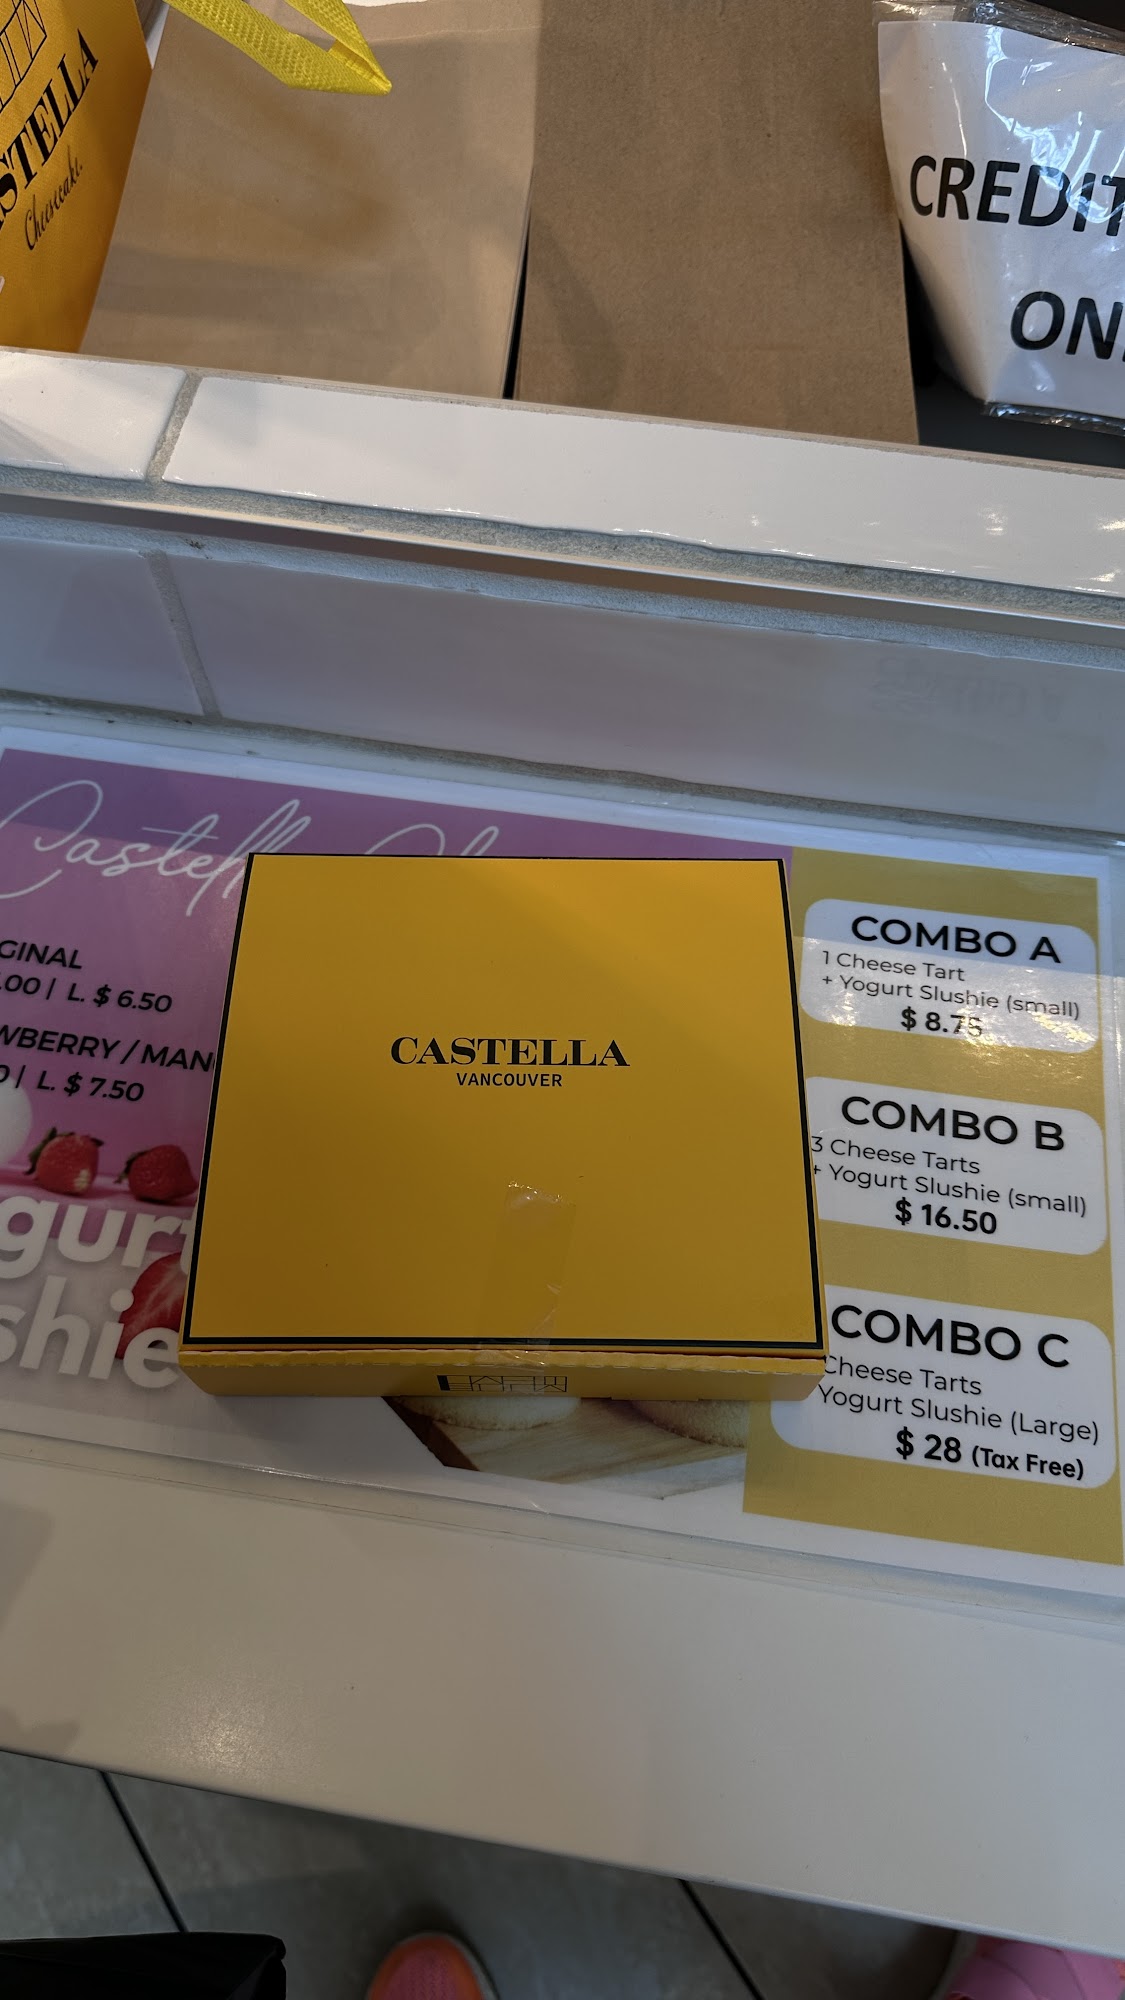 STELLA
Cheesecake.
CREDIT
ON
Castell
GINAL
.00 | L. $ 6.50
WBERRY / MAN
0 | L. $ 7.50
gurt
shie
CASTELLA
VANCOUVER
COMBO A
1 Cheese Tart
+ Yogurt Slushie (small)
$ 8.75
COMBO B
3 Cheese Tarts
+ Yogurt Slushie (small)
$ 16.50
COMBO C
Cheese Tarts
Yogurt Slushie (Large)
$ 28 (Tax Free)